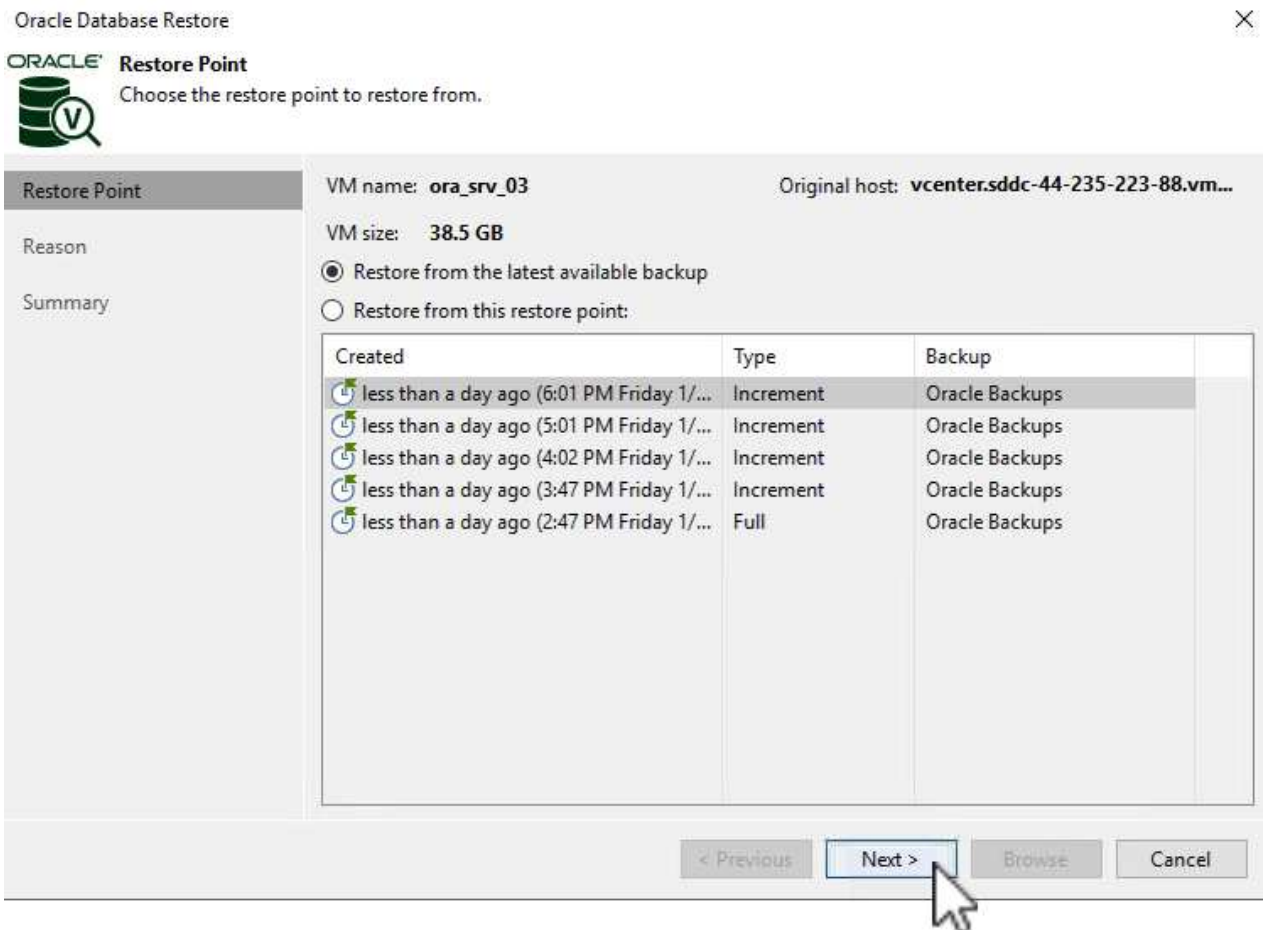 Oracle Database Restore
ORACLE' Restore Point
Choose the restore point to restore from.
V
Restore Point
Reason
Summary
VM name: ora_srv_03 Original host: vcenter.sddc-44-235-223-88.vm...
VM size: 38.5 GB
Restore from the latest available backup
Restore from this restore point:
Created Type Backup
less than a day ago (6:01 PM Friday 1/... Increment Oracle Backups
less than a day ago (5:01 PM Friday 1/... Increment Oracle Backups
less than a day ago (4:02 PM Friday 1/... Increment Oracle Backups
less than a day ago (3:47 PM Friday 1/... Increment Oracle Backups
less than a day ago (2:47 PM Friday 1/... Full Oracle Backups
< Previous Next > Browse Cancel